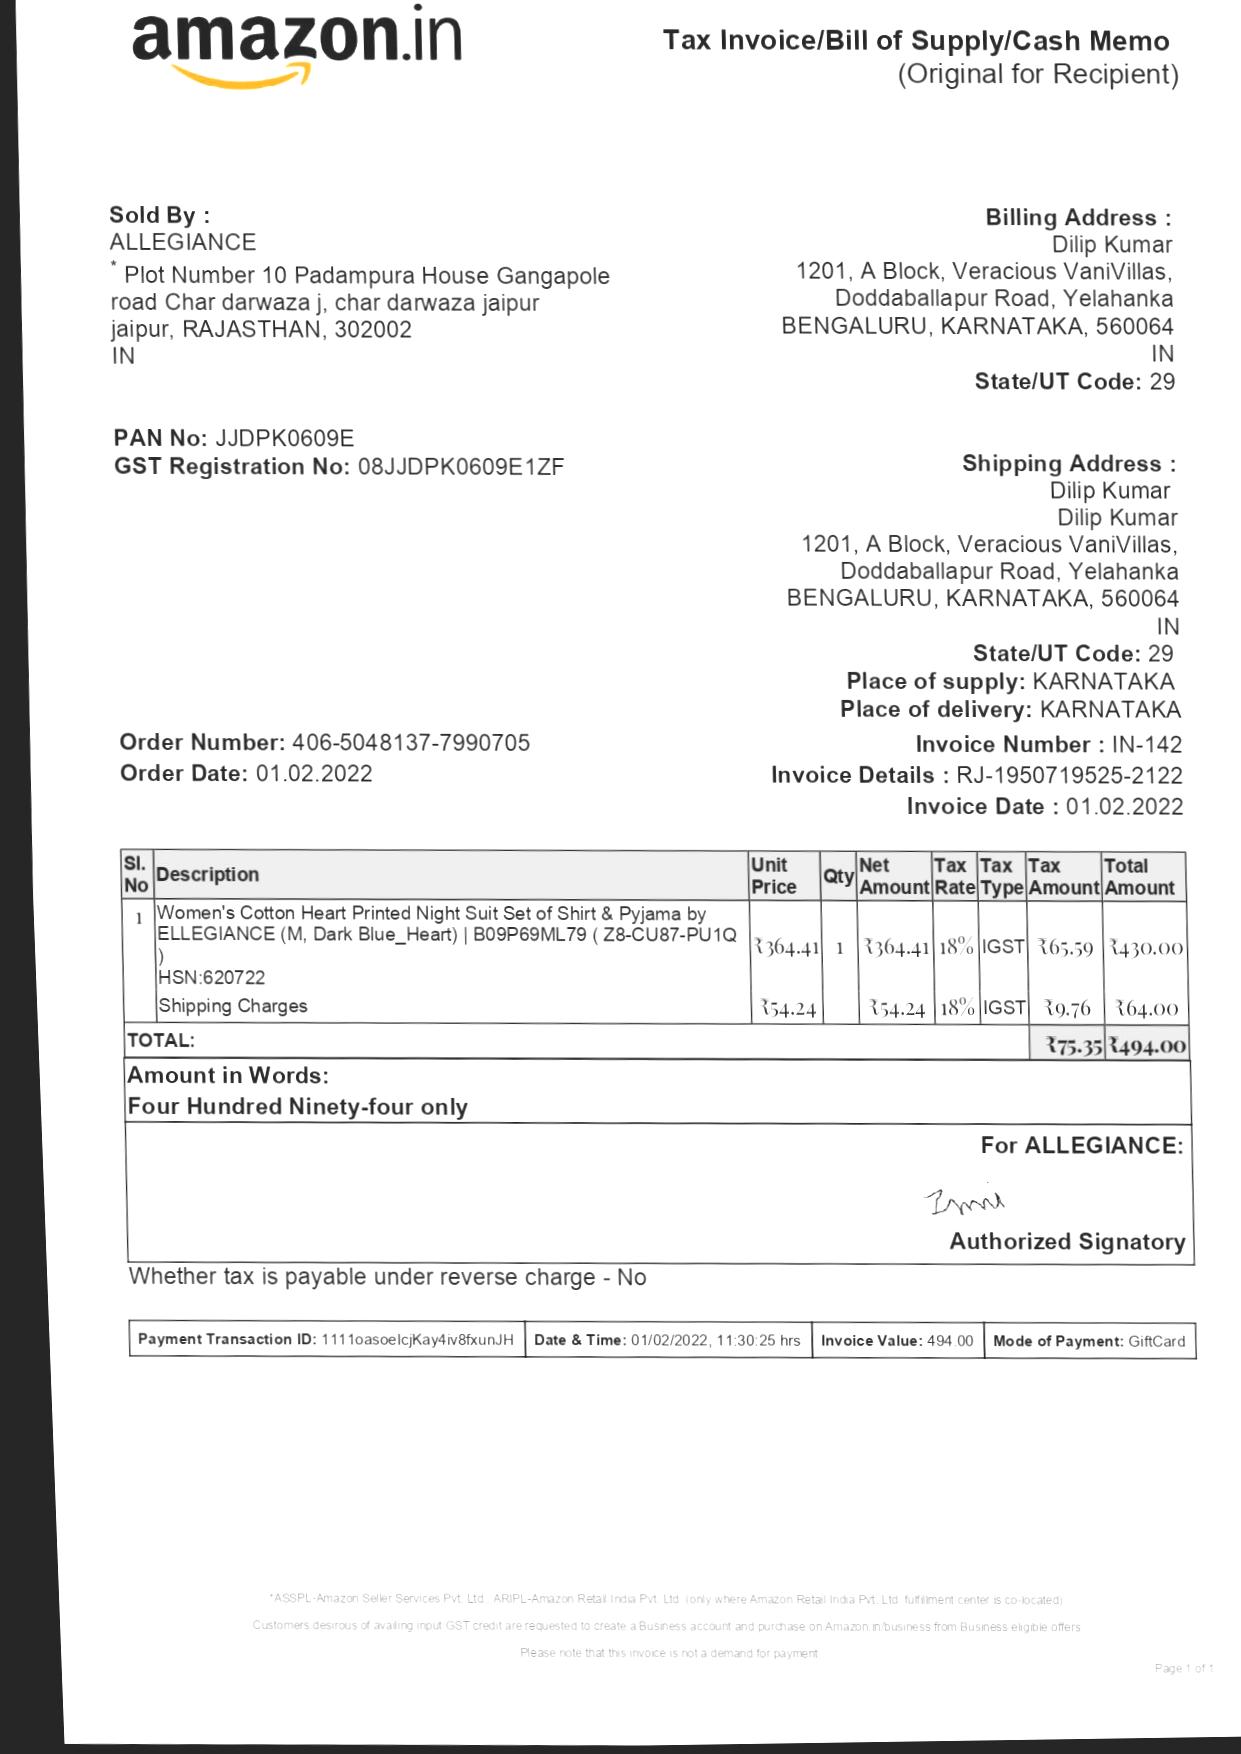 amazon.in
Tax Invoice/Bill of Supply/Cash Memo
(Original for Recipient)
Sold By :
ALLEGIANCE
* Plot Number 10 Padampura House Gangapole
road Char darwaza j, char darwaza jaipur
jaipur, RAJASTHAN, 302002
IN
Billing Address :
Dilip Kumar
1201, A Block, Veracious VaniVillas,
Doddaballapur Road, Yelahanka
BENGALURU, KARNATAKA, 560064
IN
State/UT Code: 29
PAN No: JJDPK0609E
GST Registration No: 08JJDPK0609E1ZF
Shipping Address :
Dilip Kumar
Dilip Kumar
1201, A Block, Veracious VaniVillas,
Doddaballapur Road, Yelahanka
BENGALURU, KARNATAKA, 560064
IN
State/UT Code: 29
Place of supply: KARNATAKA
Place of delivery: KARNATAKA
Order Number: 406-5048137-7990705
Order Date: 01.02.2022
Invoice Number : IN-142
Invoice Details : RJ-1950719525-2122
Invoice Date : 01.02.2022
Sl. No Description Unit Price Qty Net Amount Tax Rate Tax Type Tax Amount Total Amount
1 Women's Cotton Heart Printed Night Suit Set of Shirt & Pyjama by
ELLEGIANCE (M, Dark Blue_Heart) | B09P69ML79 ( Z8-CU87-PU1Q
) ₹364.41 1 ₹364.41 18% IGST ₹65.59 ₹430.00
HSN:620722
Shipping Charges ₹54.24 ₹54.24 18% IGST ₹9.76 ₹64.00
TOTAL: ₹75.35 ₹494.00
Amount in Words:
Four Hundred Ninety-four only
For ALLEGIANCE:
Authorized Signatory
Whether tax is payable under reverse charge - No
Payment Transaction ID: 1111oasoelcjKay4iv8fxunJH Date & Time: 01/02/2022, 11:30:25 hrs Invoice Value: 494.00 Mode of Payment: GiftCard
*ASSPL-Amazon Seller Services Pvt. Ltd., ARIPL-Amazon Retail India Pvt. Ltd. (only where Amazon Retail India Pvt. Ltd. fulfillment center is co-located)
Customers desirous of availing input GST credit are requested to create a Business account and purchase on Amazon.in/business from Business eligible offers
Please note that this invoice is not a demand for payment
Page 1 of 1